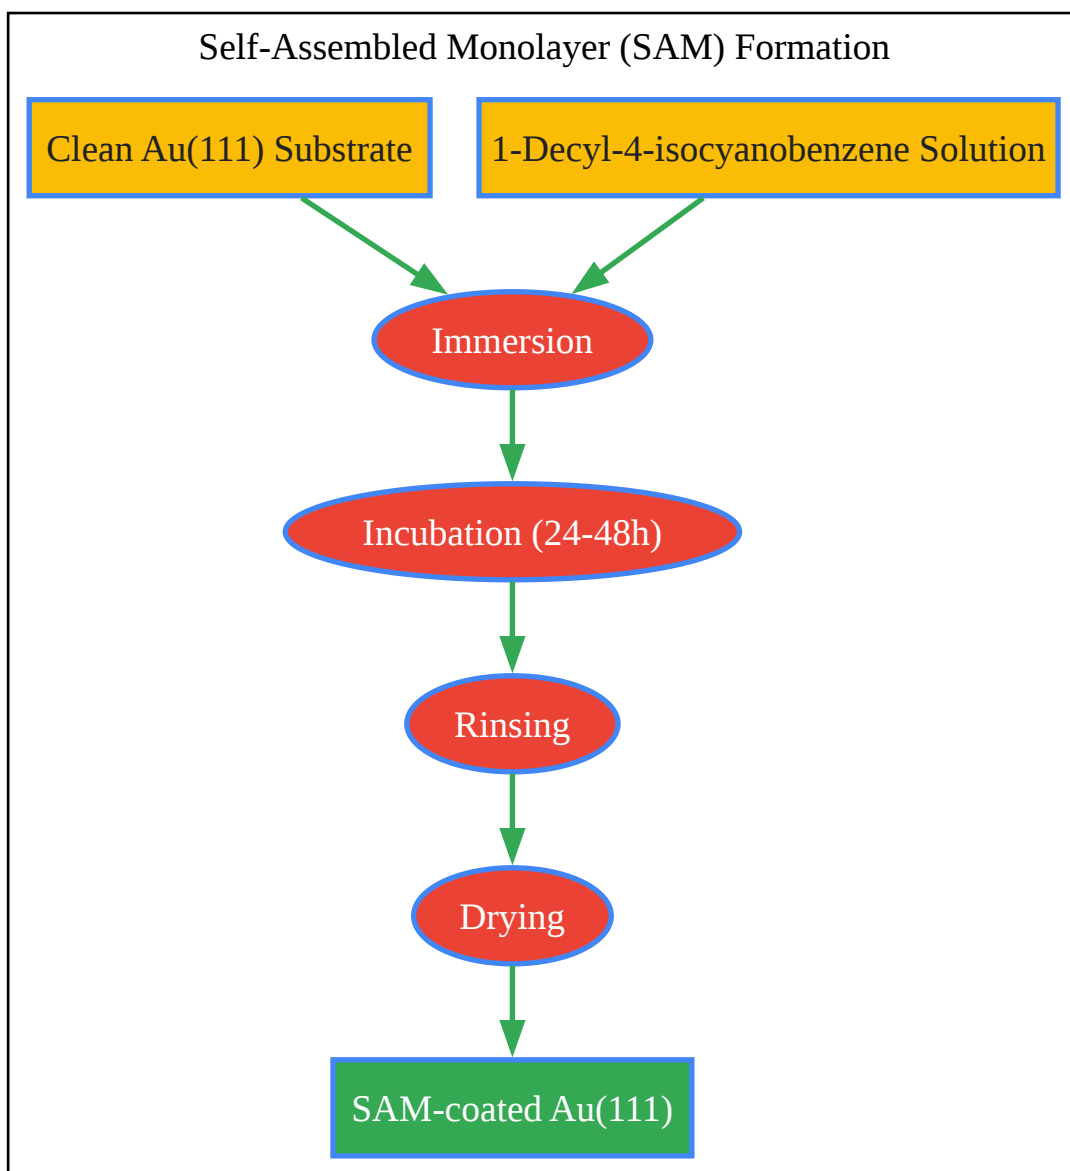 Self-Assembled Monolayer (SAM) Formation
Clean Au(111) Substrate
1-Decyl-4-isocyanobenzene Solution
Immersion
Incubation (24-48h)
Rinsing
Drying
SAM-coated Au(111)